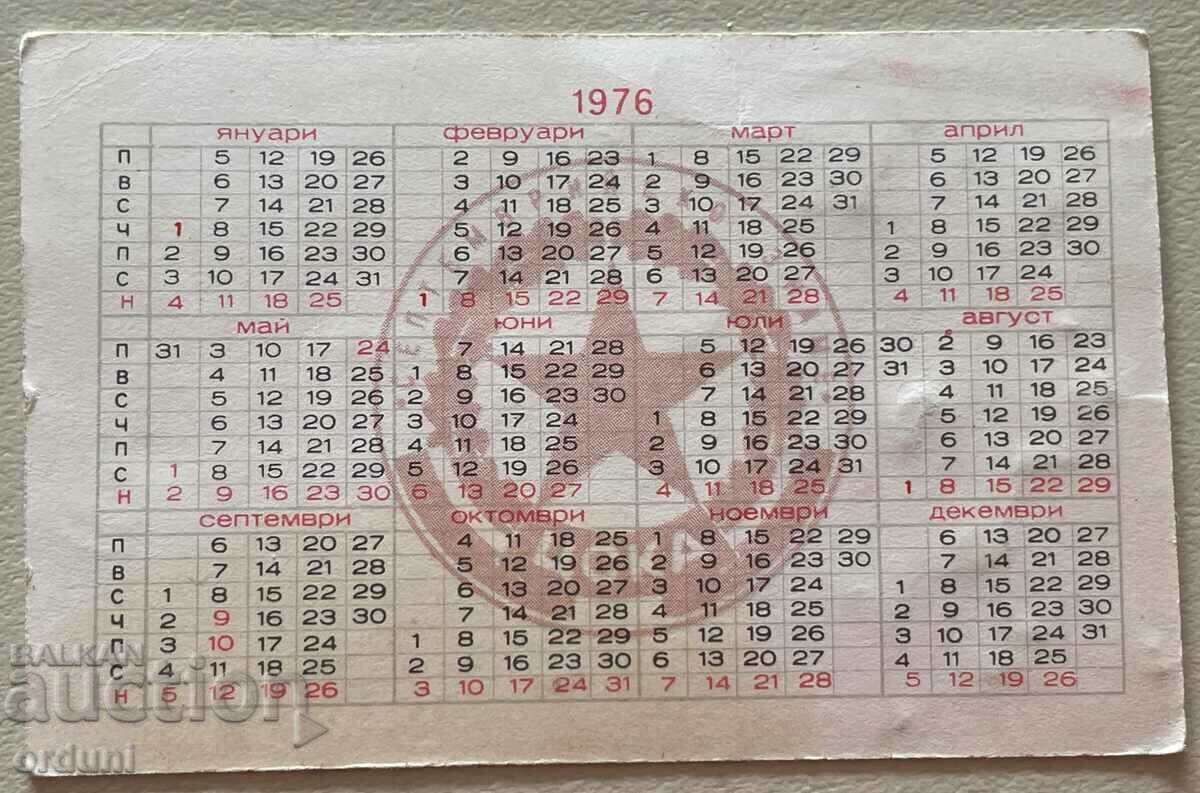 1976
януари февруари март април
П 5 12 19 26 2 9 16 23 1 8 15 22 29 5 12 19 26
В 6 13 20 27 3 10 17 24 2 9 16 23 30 6 13 20 27
С 7 14 21 28 4 11 18 25 3 10 17 24 31 7 14 21 28
Ч 1 8 15 22 29 5 12 19 26 4 11 18 25 1 8 15 22 29
П 2 9 16 23 30 6 13 20 27 5 12 19 26 2 9 16 23 30
С 3 10 17 24 31 7 14 21 28 6 13 20 27 3 10 17 24
Н 4 11 18 25 1 8 15 22 29 7 14 21 28 4 11 18 25
май юни юли август
П 31 3 10 17 24 7 14 21 28 5 12 19 26 30 2 9 16 23
В 4 11 18 25 1 8 15 22 29 6 13 20 27 31 3 10 17 24
С 5 12 19 26 2 9 16 23 30 7 14 21 28 4 11 18 25
Ч 6 13 20 27 3 10 17 24 1 8 15 22 29 5 12 19 26
П 7 14 21 28 4 11 18 25 2 9 16 23 30 6 13 20 27
С 1 8 15 22 29 5 12 19 26 3 10 17 24 31 7 14 21 28
Н 2 9 16 23 30 6 13 20 27 4 11 18 25 1 8 15 22 29
септември октомври ноември декември
П 6 13 20 27 4 11 18 25 1 8 15 22 29 6 13 20 27
В 7 14 21 28 5 12 19 26 2 9 16 23 30 7 14 21 28
С 1 8 15 22 29 6 13 20 27 3 10 17 24 1 8 15 22 29
Ч 2 9 16 23 30 7 14 21 28 4 11 18 25 2 9 16 23 30
П 3 10 17 24 1 8 15 22 29 5 12 19 26 3 10 17 24 31
С 4 11 18 25 2 9 16 23 30 6 13 20 27 4 11 18 25
Н 5 12 19 26 3 10 17 24 31 7 14 21 28 5 12 19 26
ЦСКА
BALKAN
auction
orduni